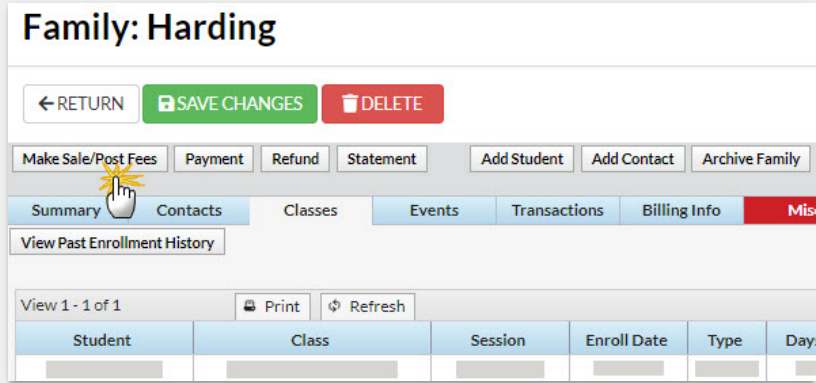 Family: Harding
RETURN SAVE CHANGES DELETE
Make Sale/Post Fees Payment Refund Statement Add Student Add Contact Archive Family
Summary Contacts Classes Events Transactions Billing Info Misc
View Past Enrollment History
View 1 - 1 of 1 Print Refresh
Student Class Session Enroll Date Type Days